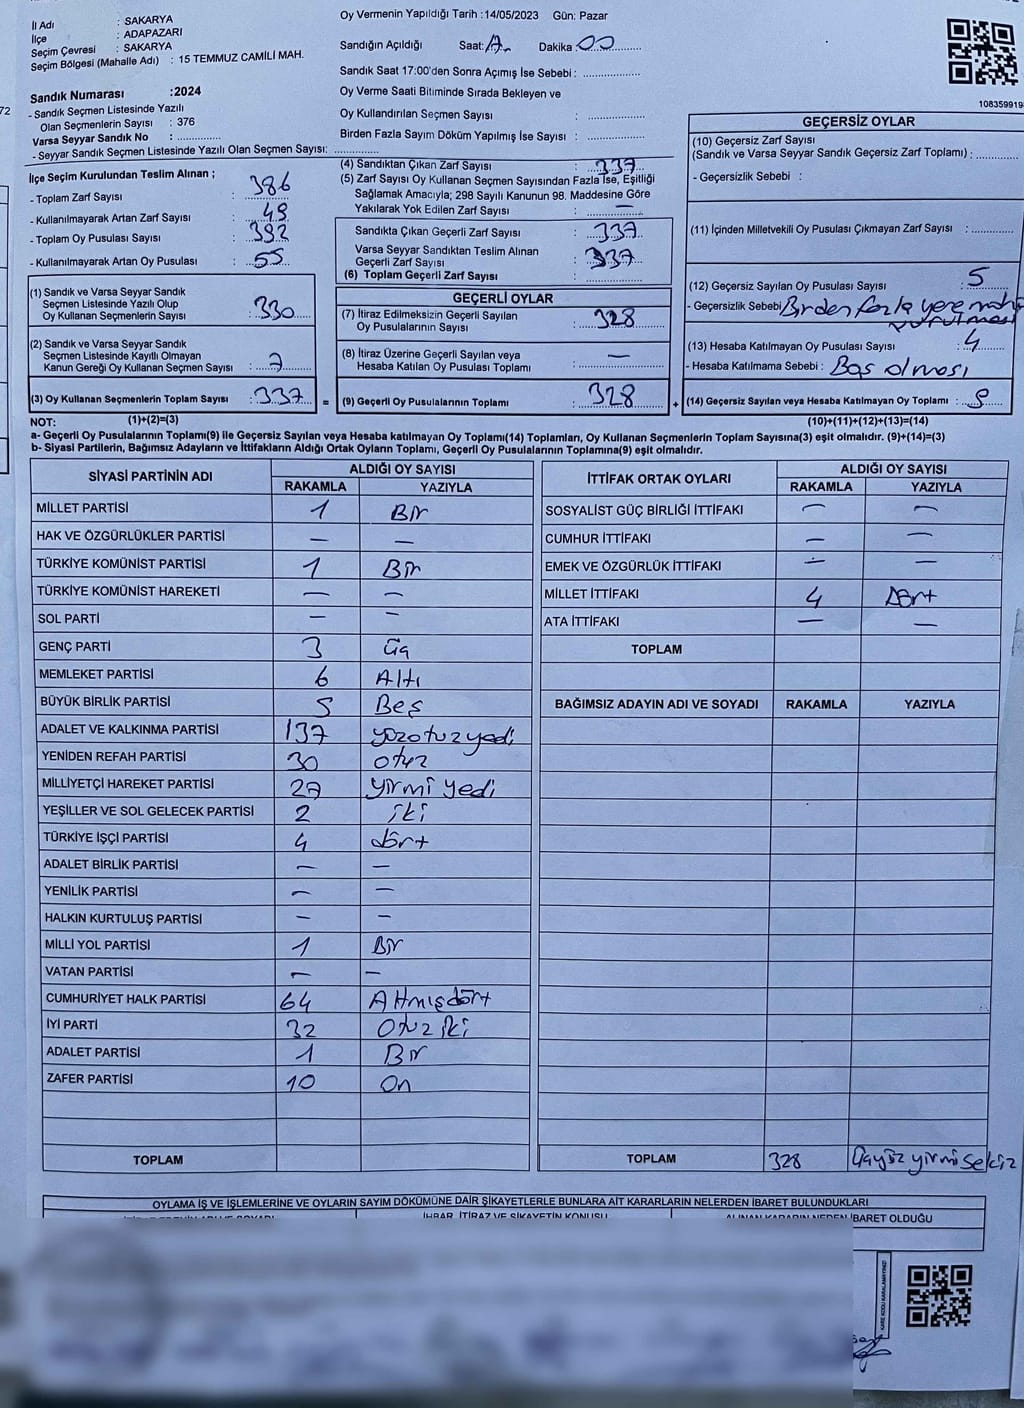 İl Adı : SAKARYA
İlçe : ADAPAZARI
Seçim Çevresi : SAKARYA
Seçim Bölgesi (Mahalle Adı) : 15 TEMMUZ CAMİLİ MAH.
Sandık Numarası :2024
- Sandık Seçmen Listesinde Yazılı
Olan Seçmenlerin Sayısı : 376
Varsa Seyyar Sandık No :
- Seyyar Sandık Seçmen Listesinde Yazılı Olan Seçmen Sayısı:
Oy Vermenin Yapıldığı Tarih :14/05/2023 Gün: Pazar
Sandığın Açıldığı Saat: Dakika :00
Sandık Saat 17:00'den Sonra Açımış İse Sebebi :
Oy Verme Saati Bitiminde Sırada Bekleyen ve
Oy Kullandırılan Seçmen Sayısı :
Birden Fazla Sayım Döküm Yapılmış İse Sayısı :
72
108359919
İlçe Seçim Kurulundan Teslim Alınan ;
- Toplam Zarf Sayısı : 386
- Kullanılmayarak Artan Zarf Sayısı : 49
- Toplam Oy Pusulası Sayısı : 392
- Kullanılmayarak Artan Oy Pusulası : 55
(1) Sandık ve Varsa Seyyar Sandık
Seçmen Listesinde Yazılı Olup
Oy Kullanan Seçmenlerin Sayısı : 330
(2) Sandık ve Varsa Seyyar Sandık
Seçmen Listesinde Kayıtlı Olmayan
Kanun Gereği Oy Kullanan Seçmen Sayısı : 7
(3) Oy Kullanan Seçmenlerin Toplam Sayısı : 337 =
(4) Sandıktan Çıkan Zarf Sayısı : 337
(5) Zarf Sayısı Oy Kullanan Seçmen Sayısından Fazla İse, Eşitliği
Sağlamak Amacıyla; 298 Sayılı Kanunun 98. Maddesine Göre
Yakılarak Yok Edilen Zarf Sayısı : —
Sandıkta Çıkan Geçerli Zarf Sayısı : 337
Varsa Seyyar Sandıktan Teslim Alınan
Geçerli Zarf Sayısı : 337
(6) Toplam Geçerli Zarf Sayısı :
GEÇERLİ OYLAR
(7) İtiraz Edilmeksizin Geçerli Sayılan
Oy Pusulalarının Sayısı : 328
(8) İtiraz Üzerine Geçerli Sayılan veya
Hesaba Katılan Oy Pusulası Toplamı : —
(9) Geçerli Oy Pusulalarının Toplamı : 328 +
GEÇERSİZ OYLAR
(10) Geçersiz Zarf Sayısı
(Sandık ve Varsa Seyyar Sandık Geçersiz Zarf Toplamı) :
- Geçersizlik Sebebi :
(11) İçinden Milletvekili Oy Pusulası Çıkmayan Zarf Sayısı :
(12) Geçersiz Sayılan Oy Pusulası Sayısı : 5
- Geçersizlik Sebebi : Birden fazla yere mühür
vurulması
(13) Hesaba Katılmayan Oy Pusulası Sayısı : 4
- Hesaba Katılmama Sebebi : Boş olması
(14) Geçersiz Sayılan veya Hesaba Katılmayan Oy Toplamı : 9
NOT: (1)+(2)=(3) (10)+(11)+(12)+(13)=(14)
a- Geçerli Oy Pusulalarının Toplamı(9) ile Geçersiz Sayılan veya Hesaba katılmayan Oy Toplamı(14) Toplamları, Oy Kullanan Seçmenlerin Toplam Sayısına(3) eşit olmalıdır. (9)+(14)=(3)
b- Siyasi Partilerin, Bağımsız Adayların ve İttifakların Aldığı Ortak Oyların Toplamı, Geçerli Oy Pusulalarının Toplamına(9) eşit olmalıdır.
SİYASİ PARTİNİN ADI ALDIĞI OY SAYISI
RAKAMLA YAZIYLA
MİLLET PARTİSİ 1 Bir
HAK VE ÖZGÜRLÜKLER PARTİSİ — —
TÜRKİYE KOMÜNİST PARTİSİ 1 Bir
TÜRKİYE KOMÜNİST HAREKETİ — —
SOL PARTİ — —
GENÇ PARTİ 3 Üç
MEMLEKET PARTİSİ 6 Altı
BÜYÜK BİRLİK PARTİSİ 5 Beş
ADALET VE KALKINMA PARTİSİ 137 yüzotuzyedi
YENİDEN REFAH PARTİSİ 30 otuz
MİLLİYETÇİ HAREKET PARTİSİ 27 yirmi yedi
YEŞİLLER VE SOL GELECEK PARTİSİ 2 iki
TÜRKİYE İŞÇİ PARTİSİ 4 dört
ADALET BİRLİK PARTİSİ — —
YENİLİK PARTİSİ — —
HALKIN KURTULUŞ PARTİSİ — —
MİLLİ YOL PARTİSİ 1 Bir
VATAN PARTİSİ — —
CUMHURİYET HALK PARTİSİ 64 Altmışdört
İYİ PARTİ 32 Otuz iki
ADALET PARTİSİ 1 Bir
ZAFER PARTİSİ 10 On
TOPLAM
İTTİFAK ORTAK OYLARI ALDIĞI OY SAYISI
RAKAMLA YAZIYLA
SOSYALİST GÜÇ BİRLİĞİ İTTİFAKI — —
CUMHUR İTTİFAKI — —
EMEK VE ÖZGÜRLÜK İTTİFAKI — —
MİLLET İTTİFAKI 4 Dört
ATA İTTİFAKI — —
TOPLAM
BAĞIMSIZ ADAYIN ADI VE SOYADI RAKAMLA YAZIYLA
TOPLAM 328 Üçyüz yirmi sekiz
OYLAMA İŞ VE İŞLEMLERİNE VE OYLARIN SAYIM DÖKÜMÜNE DAİR ŞİKAYETLERLE BUNLARA AİT KARARLARIN NELERDEN İBARET BULUNDUKLARI
İHBAR, İTİRAZ VE ŞİKAYETİN KONUSU
ALINAN KARARIN NEDEN İBARET OLDUĞU
KARE KODU KARALAMAYINIZ!